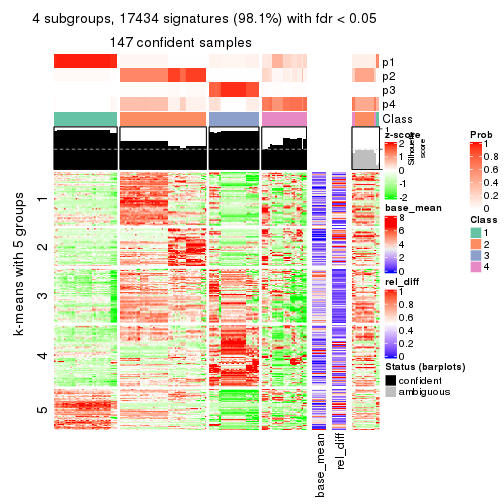 4 subgroups, 17434 signatures (98.1%) with fdr < 0.05
147 confident samples
p1
p2
p3
p4
Class
1
Silhouette
score
k-means with 5 groups
1
2
3
4
5
base_mean
rel_diff
z-score
2
1
0
-1
-2
base_mean
8
6
4
2
0
rel_diff
1
0.8
0.6
0.4
0.2
0
Status (barplots)
confident
ambiguous
Prob
1
0.8
0.6
0.4
0.2
0
Class
1
2
3
4